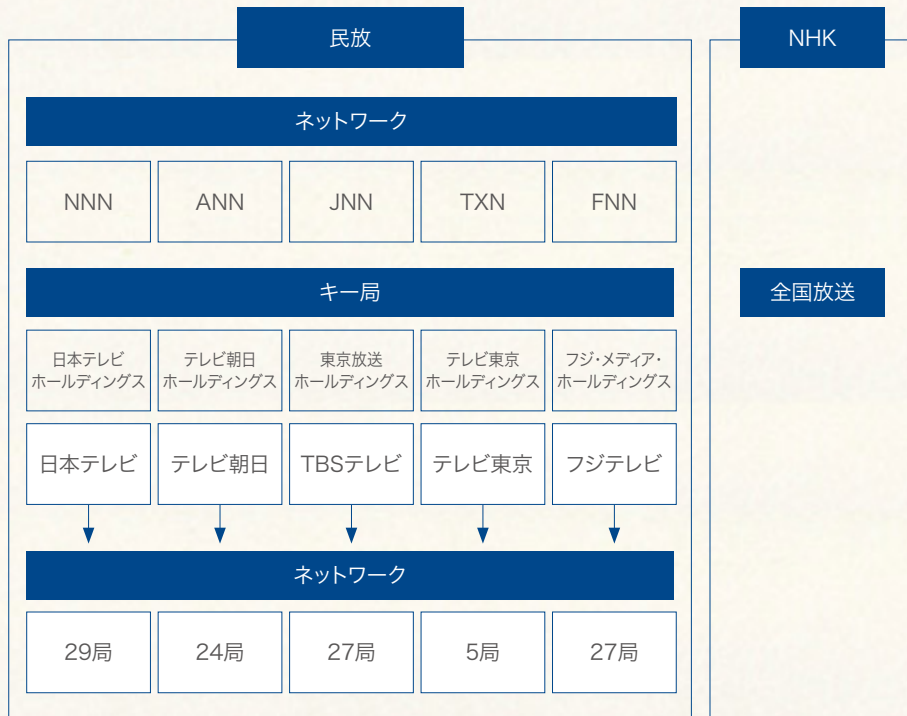 民放
NHK
ネットワーク
NNN
ANN
JNN
TXN
FNN
キー局
全国放送
日本テレビ
ホールディングス
テレビ朝日
ホールディングス
東京放送
ホールディングス
テレビ東京
ホールディングス
フジ・メディア・
ホールディングス
日本テレビ
テレビ朝日
TBSテレビ
テレビ東京
フジテレビ
ネットワーク
29局
24局
27局
5局
27局